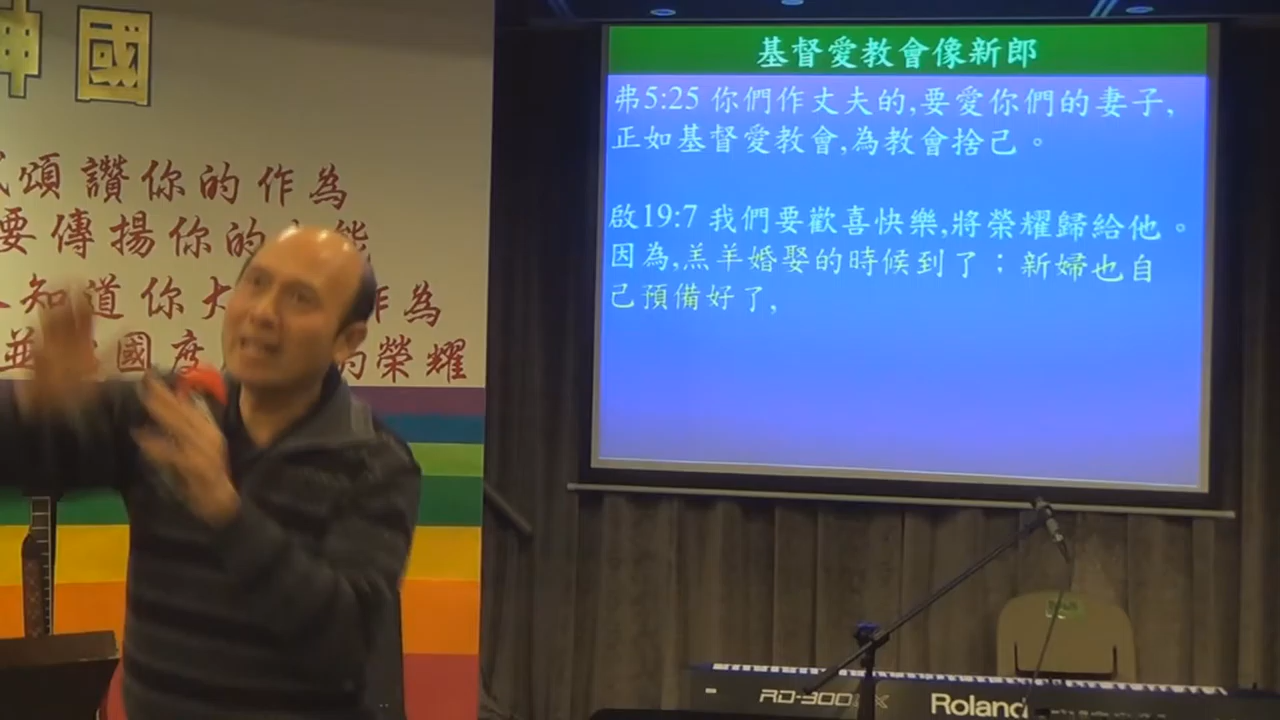 神國
頌讚你的作為
要傳揚你的
知道你大 作為
並 國度 的榮耀
基督愛教會像新郎
弗5:25 你們作丈夫的,要愛你們的妻子,
正如基督愛教會,為教會捨己。
啟19:7 我們要歡喜快樂,將榮耀歸給他。
因為,羔羊婚娶的時候到了；新婦也自
己預備好了,
RD-300
Roland